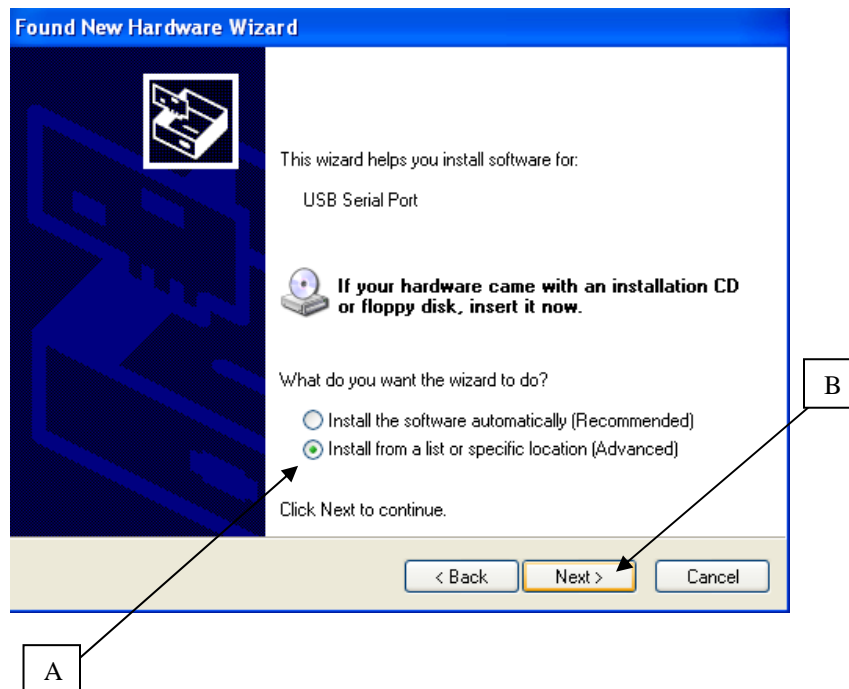 Found New Hardware Wizard
This wizard helps you install software for:
USB Serial Port
If your hardware came with an installation CD
or floppy disk, insert it now.
What do you want the wizard to do?
Install the software automatically (Recommended)
Install from a list or specific location (Advanced)
Click Next to continue.
< Back
Next >
Cancel
B
A